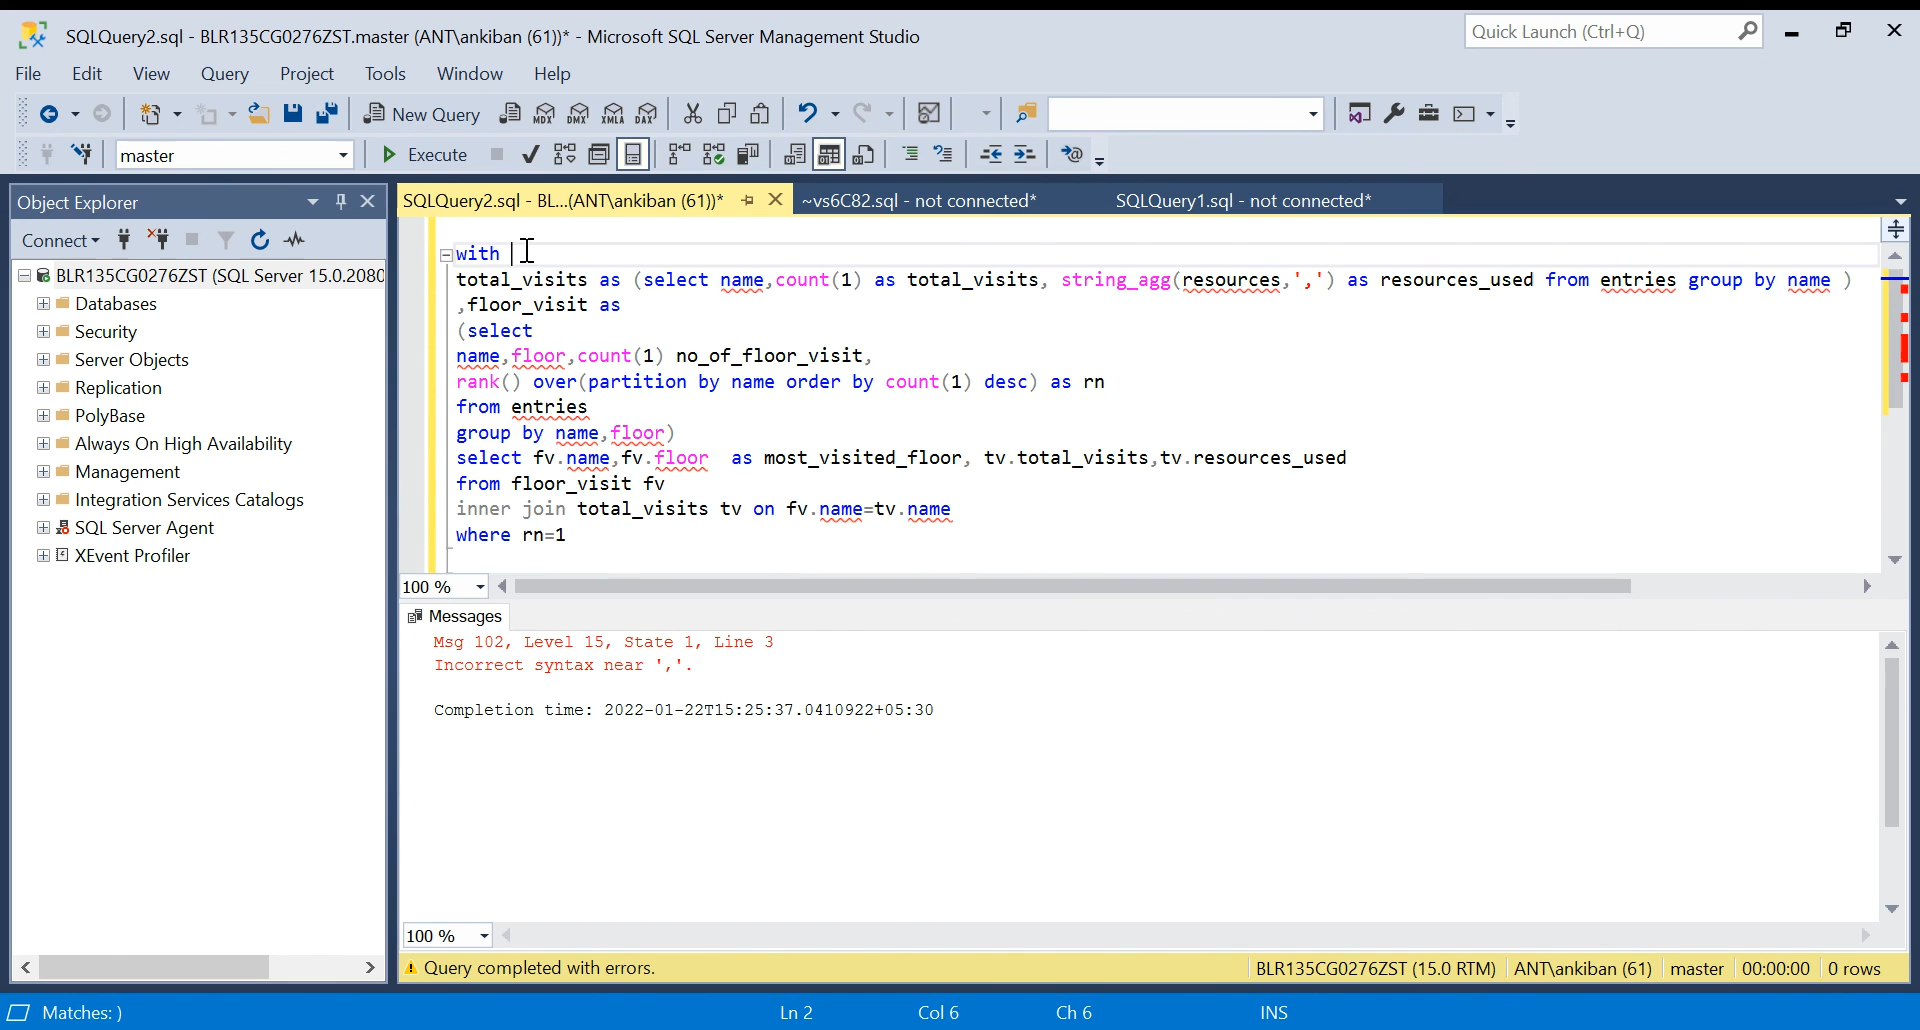 SQLQuery2.sql - BLR135CG0276ZST.master (ANT\ankiban (61))* - Microsoft SQL Server Management Studio
Quick Launch (Ctrl+Q)
File Edit View Query Project Tools Window Help
New Query MDX DMX XMLA DAX
master Execute
Object Explorer
SQLQuery2.sql - BL...(ANT\ankiban (61))* ~vs6C82.sql - not connected* SQLQuery1.sql - not connected*
Connect
BLR135CG0276ZST (SQL Server 15.0.2080
Databases
Security
Server Objects
Replication
PolyBase
Always On High Availability
Management
Integration Services Catalogs
SQL Server Agent
XEvent Profiler
with
total_visits as (select name,count(1) as total_visits, string_agg(resources,',') as resources_used from entries group by name )
,floor_visit as
(select
name,floor,count(1) no_of_floor_visit,
rank() over(partition by name order by count(1) desc) as rn
from entries
group by name,floor)
select fv.name,fv.floor  as most_visited_floor, tv.total_visits,tv.resources_used
from floor_visit fv
inner join total_visits tv on fv.name=tv.name
where rn=1
100 %
Messages
Msg 102, Level 15, State 1, Line 3
Incorrect syntax near ','.
Completion time: 2022-01-22T15:25:37.0410922+05:30
100 %
Query completed with errors. BLR135CG0276ZST (15.0 RTM) ANT\ankiban (61) master 00:00:00 0 rows
Matches: ) Ln 2 Col 6 Ch 6 INS